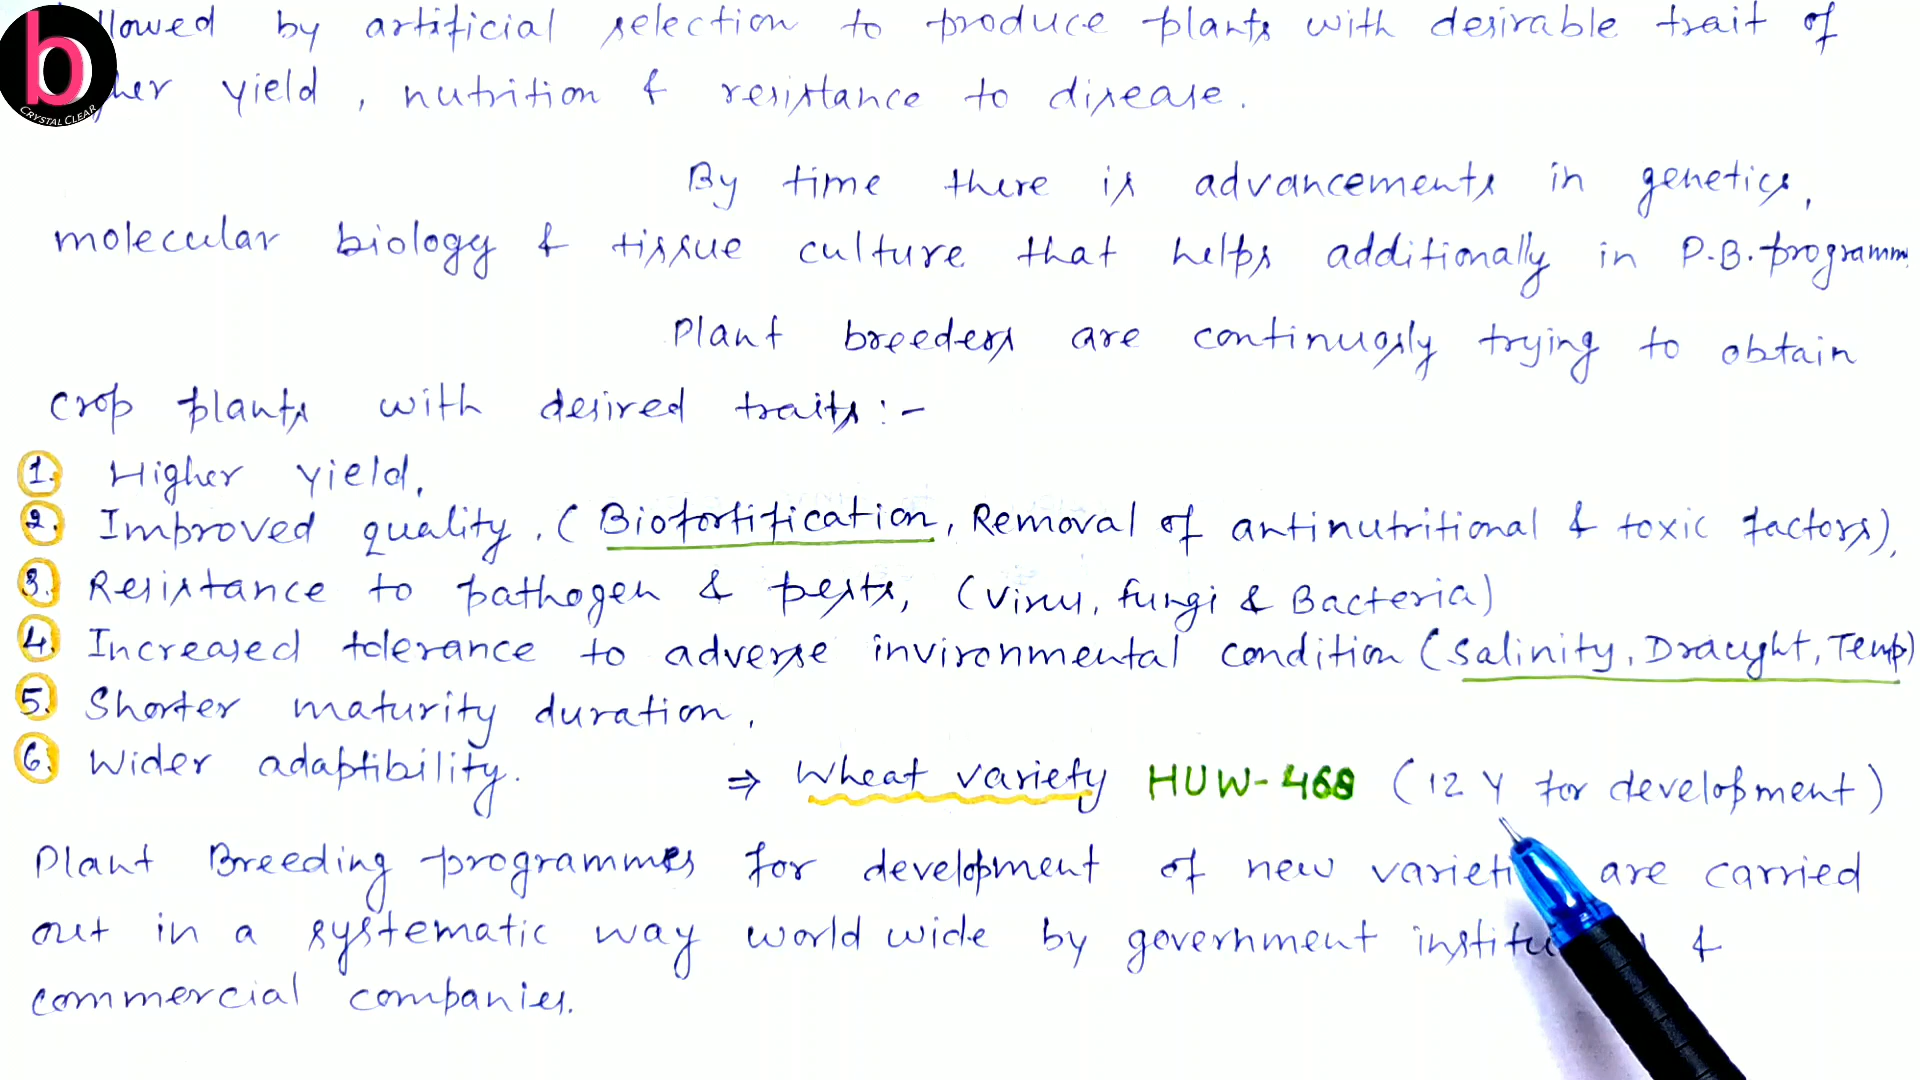 b
CRYSTAL CLEAR
llowed by artificial selection to produce plants with desirable trait of
her yield, nutrition & resistance to disease.
By time there is advancements in genetics,
molecular biology & tissue culture that helps additionally in P.B. programm
Plant breeders are continuosly trying to obtain
crop plants with desired traits:-
1. Higher yield.
2. Improved quality. (Biofortification, Removal of antinutritional & toxic factors),
3. Resistance to pathogen & pests, (Virus, fungi & Bacteria)
4. Increased tolerance to adverse invironmental condition (Salinity, Draught, Temp)
5. Shorter maturity duration.
6. Wider adaptibility. ⇒ Wheat variety HUW-468 (12 Y for development)
Plant Breeding programmes for development of new varieti are carried
out in a systematic way world wide by government institu &
commercial companies.